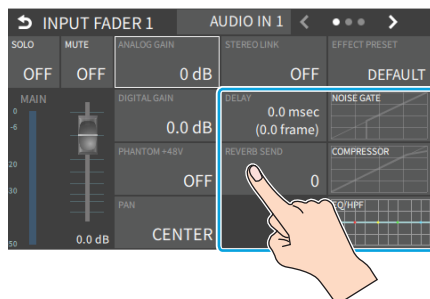 INPUT FADER 1 AUDIO IN 1
SOLO MUTE ANALOG GAIN STEREO LINK EFFECT PRESET
OFF OFF 0 dB OFF DEFAULT
MAIN DIGITAL GAIN DELAY NOISE GATE
0
-6
0.0 dB
0.0 msec
(0.0 frame)
PHANTOM +48V REVERB SEND COMPRESSOR
20
OFF 0
30
PAN EQ/HPF
50 0.0 dB CENTER